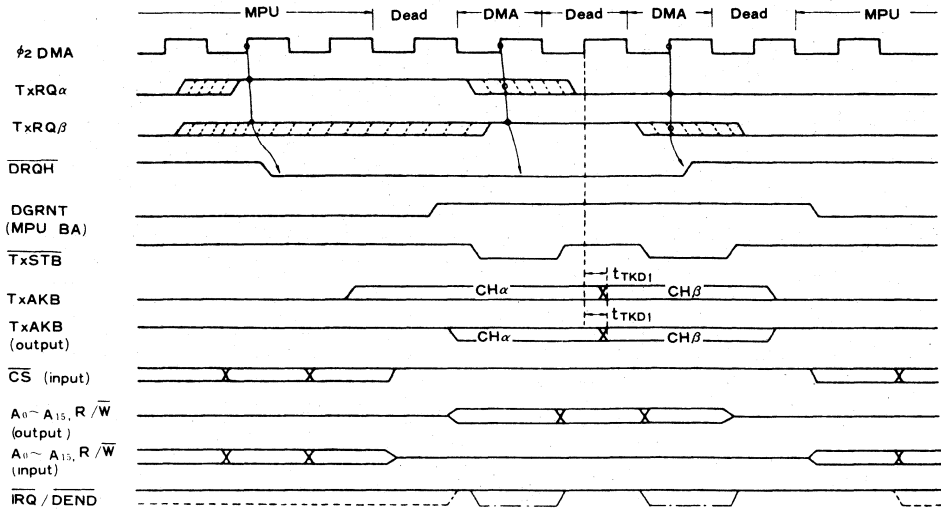 MPU Dead DMA Dead DMA Dead MPU
φ2 DMA
TxRQα
TxRQβ
DRQH
DGRNT
(MPU BA)
TxSTB
tTKD1
TxAKB CHα CHβ
tTKD1
TxAKB
(output) CHα CHβ
CS (input)
A0~A15, R/W
(output)
A0~A15, R/W
(input)
IRQ/DEND